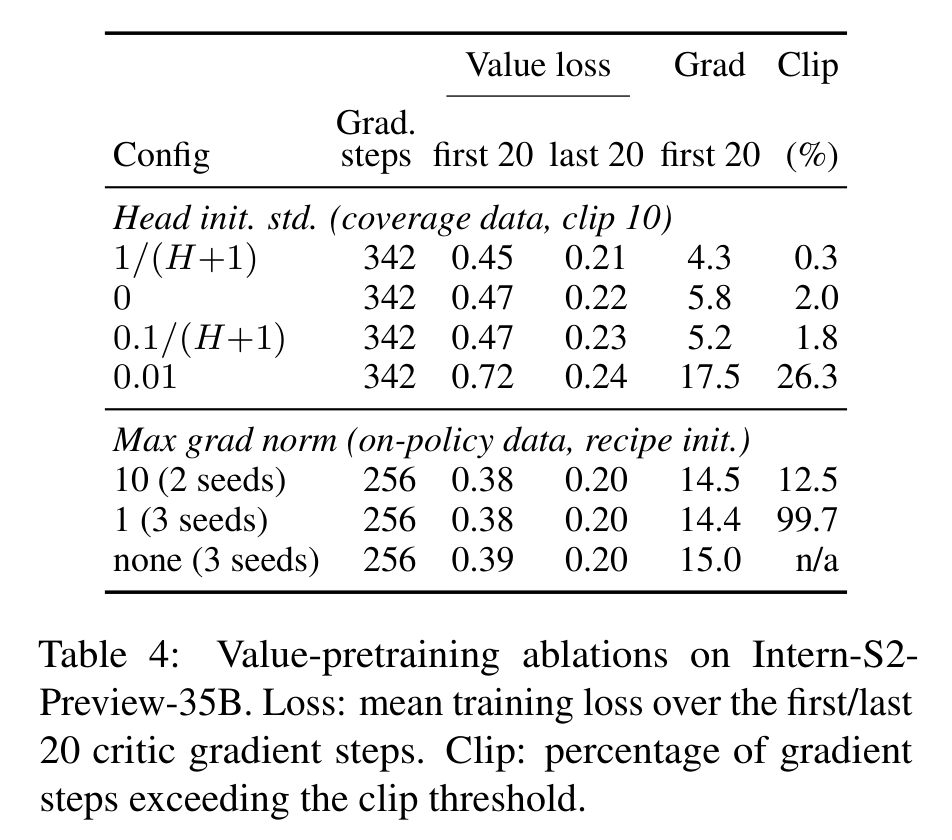 Value loss Grad Clip
Config Grad. steps first 20 last 20 first 20 (%)
Head init. std. (coverage data, clip 10)
1/(H+1) 342 0.45 0.21 4.3 0.3
0 342 0.47 0.22 5.8 2.0
0.1/(H+1) 342 0.47 0.23 5.2 1.8
0.01 342 0.72 0.24 17.5 26.3
Max grad norm (on-policy data, recipe init.)
10 (2 seeds) 256 0.38 0.20 14.5 12.5
1 (3 seeds) 256 0.38 0.20 14.4 99.7
none (3 seeds) 256 0.39 0.20 15.0 n/a
Table 4: Value-pretraining ablations on Intern-S2-
Preview-35B. Loss: mean training loss over the first/last
20 critic gradient steps. Clip: percentage of gradient
steps exceeding the clip threshold.